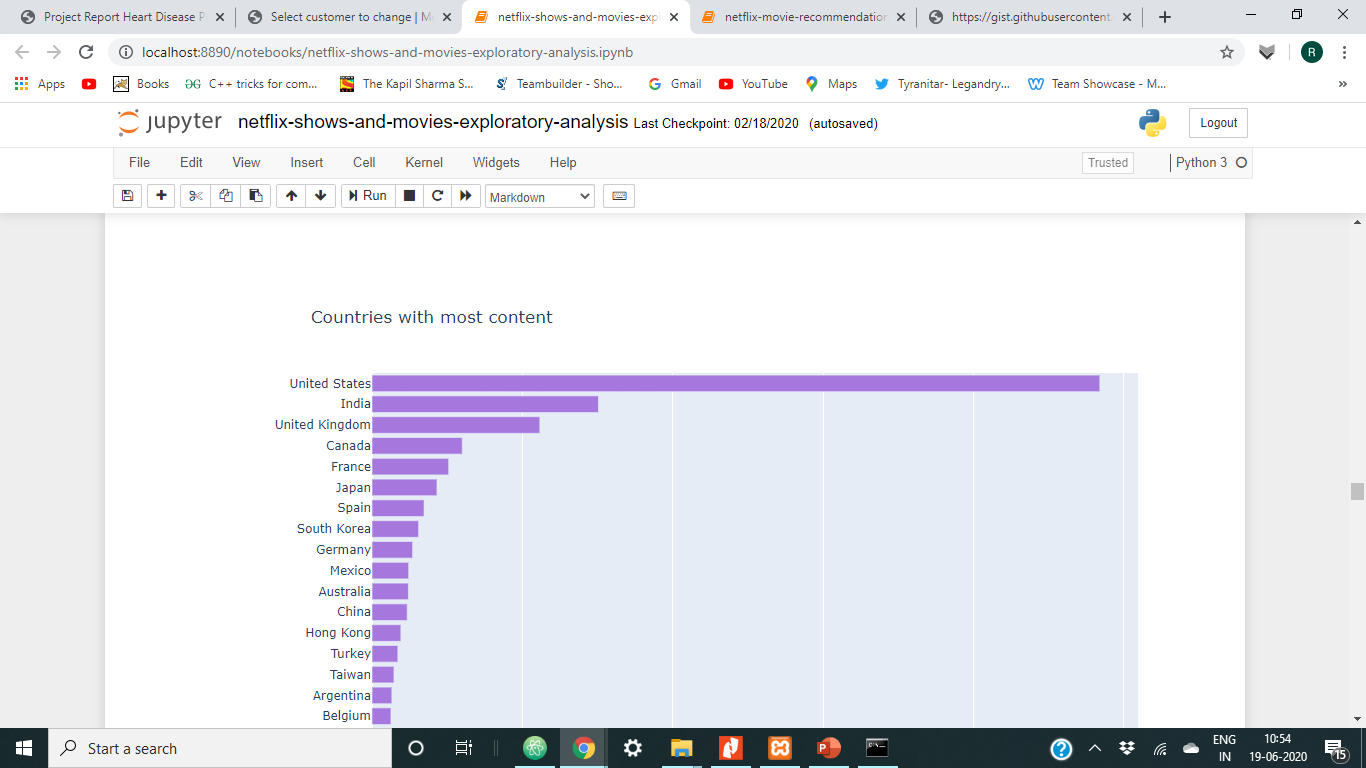 Project Report Heart Disease P
Select customer to change | M
netflix-shows-and-movies-expl
netflix-movie-recommendation
https://gist.githubusercontent.
localhost:8890/notebooks/netflix-shows-and-movies-exploratory-analysis.ipynb
R
Apps Books C++ tricks for com... The Kapil Sharma S... Teambuilder - Sho... Gmail YouTube Maps Tyranitar- Legandry... Team Showcase - M... »
jupyter netflix-shows-and-movies-exploratory-analysis Last Checkpoint: 02/18/2020 (autosaved) Logout
File Edit View Insert Cell Kernel Widgets Help Trusted Python 3
Run Markdown
Countries with most content
United States
India
United Kingdom
Canada
France
Japan
Spain
South Korea
Germany
Mexico
Australia
China
Hong Kong
Turkey
Taiwan
Argentina
Belgium
Start a search
ENG
IN
10:54
19-06-2020
15